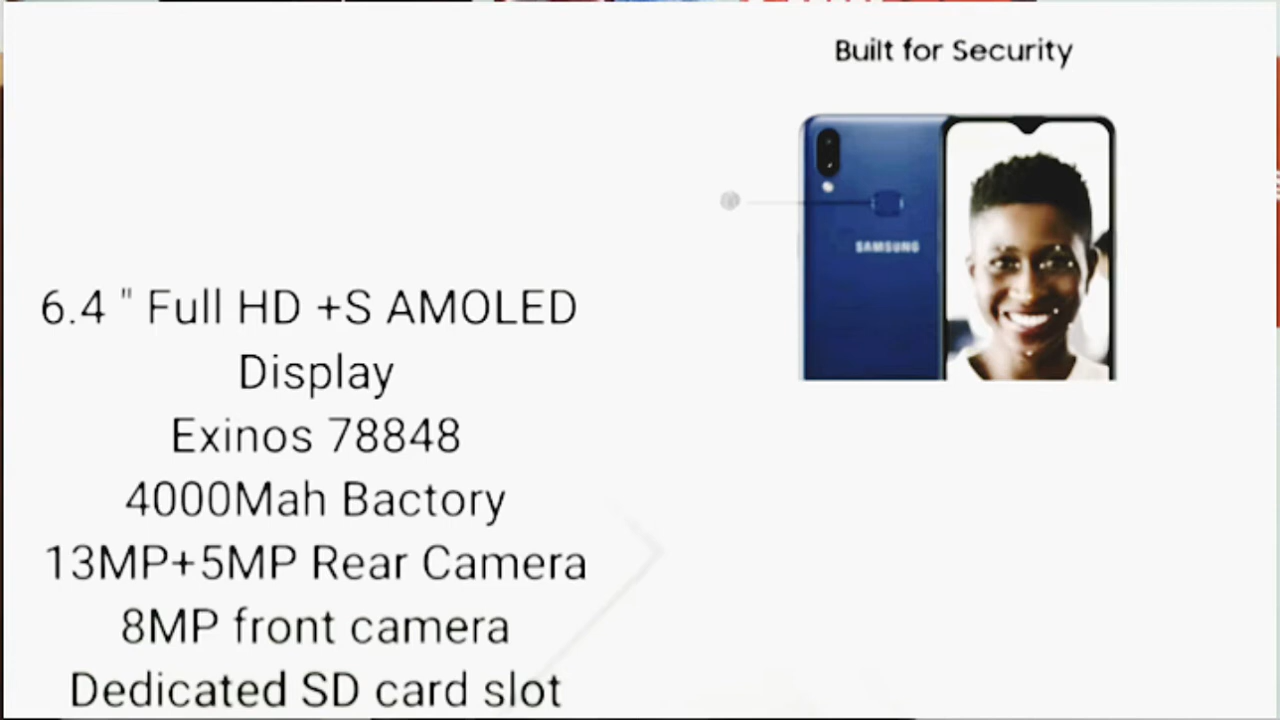 Built for Security
SAMSUNG
6.4 " Full HD +S AMOLED
Display
Exinos 78848
4000Mah Bactory
13MP+5MP Rear Camera
8MP front camera
Dedicated SD card slot